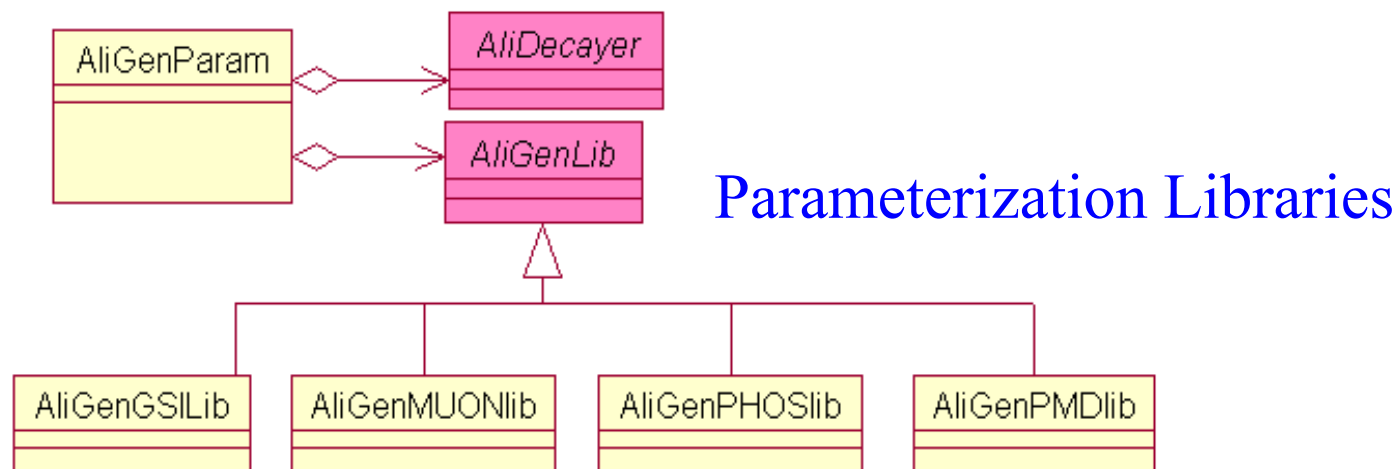 AliGenParam
AliDecayer
AliGenLib
Parameterization Libraries
AliGenGSILib
AliGenMUONlib
AliGenPHOSlib
AliGenPMDlib